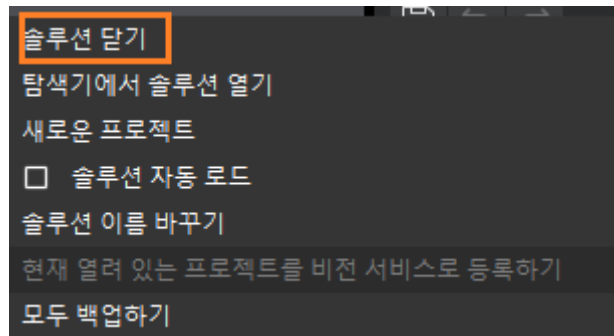 솔루션 닫기
탐색기에서 솔루션 열기
새로운 프로젝트
솔루션 자동 로드
솔루션 이름 바꾸기
현재 열려 있는 프로젝트를 비전 서비스로 등록하기
모두 백업하기